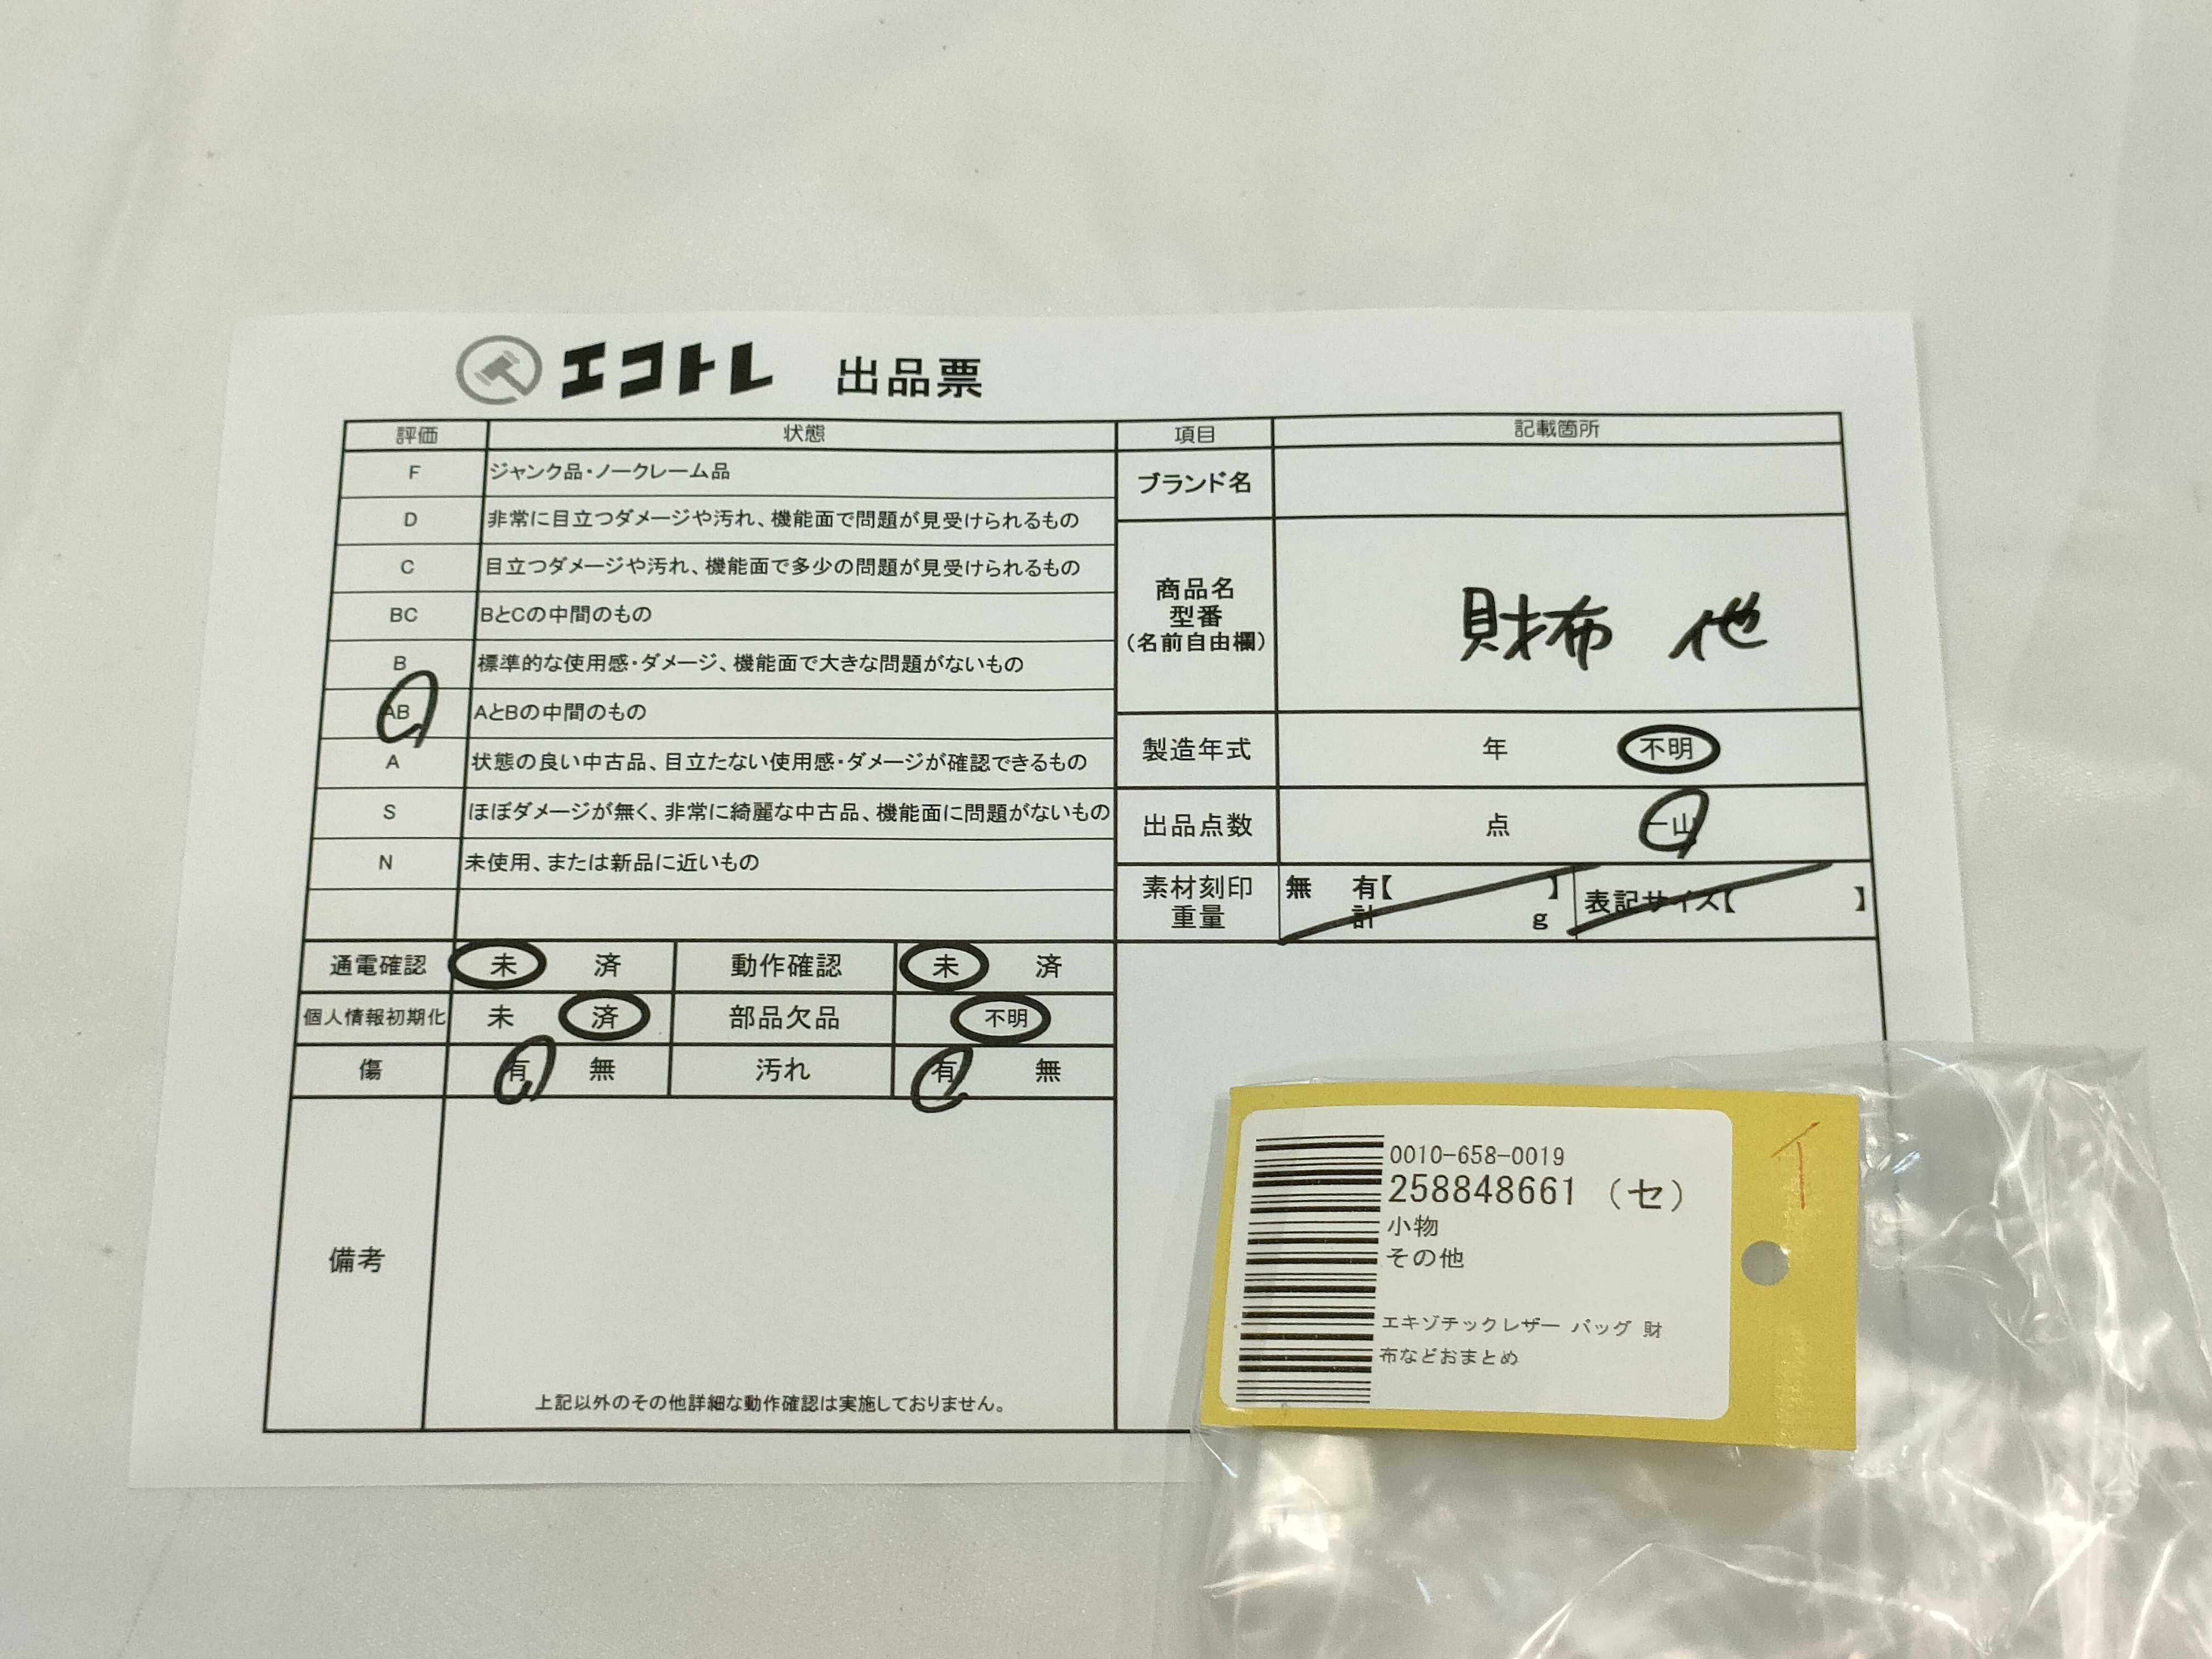 エコトレ 出品票
評価 状態 項目 記載箇所
F ジャンク品・ノークレーム品
D 非常に目立つダメージや汚れ、機能面で問題が見受けられるもの
C 目立つダメージや汚れ、機能面で多少の問題が見受けられるもの
BC BとCの中間のもの
B 標準的な使用感・ダメージ、機能面で大きな問題がないもの
AB AとBの中間のもの
A 状態の良い中古品、目立たない使用感・ダメージが確認できるもの
S ほぼダメージが無く、非常に綺麗な中古品、機能面に問題がないもの
N 未使用、または新品に近いもの
ブランド名
商品名
型番
(名前自由欄)
財布 他
製造年式 年 不明
出品点数 点 一山
素材刻印 無 有【 】 表記サイズ【 】
重量 計 g
通電確認 未 済 動作確認 未 済
個人情報初期化 未 済 部品欠品 不明
傷 有 無 汚れ 有 無
備考
上記以外のその他詳細な動作確認は実施しておりません。
0010-658-0019
258848661 (セ)
小物
その他
エキゾチックレザー バッグ 財
布などおまとめ
イ